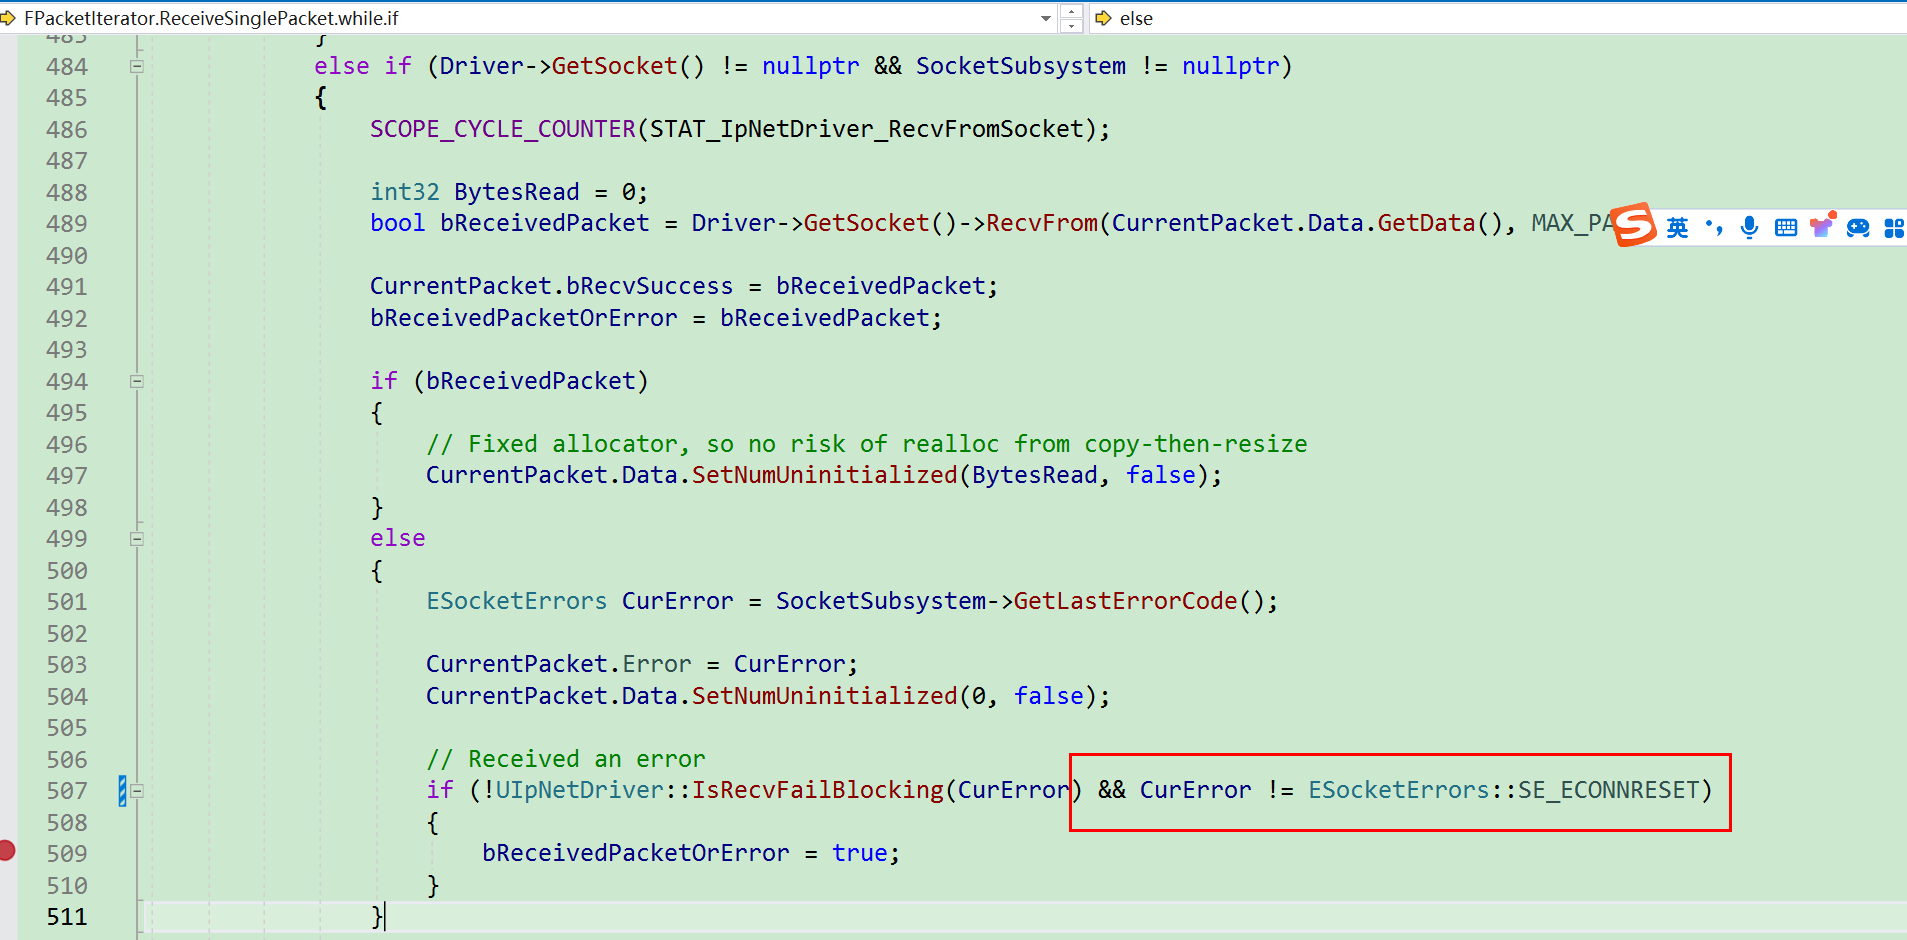 FPacketIterator.ReceiveSinglePacket.while.if
else
483 }
484 else if (Driver->GetSocket() != nullptr && SocketSubsystem != nullptr)
485 {
486 SCOPE_CYCLE_COUNTER(STAT_IpNetDriver_RecvFromSocket);
487
488 int32 BytesRead = 0;
489 bool bReceivedPacket = Driver->GetSocket()->RecvFrom(CurrentPacket.Data.GetData(), MAX_PA
英
490
491 CurrentPacket.bRecvSuccess = bReceivedPacket;
492 bReceivedPacketOrError = bReceivedPacket;
493
494 if (bReceivedPacket)
495 {
496 // Fixed allocator, so no risk of realloc from copy-then-resize
497 CurrentPacket.Data.SetNumUninitialized(BytesRead, false);
498 }
499 else
500 {
501 ESocketErrors CurError = SocketSubsystem->GetLastErrorCode();
502
503 CurrentPacket.Error = CurError;
504 CurrentPacket.Data.SetNumUninitialized(0, false);
505
506 // Received an error
507 if (!UIpNetDriver::IsRecvFailBlocking(CurError) && CurError != ESocketErrors::SE_ECONNRESET)
508 {
509 bReceivedPacketOrError = true;
510 }
511 }